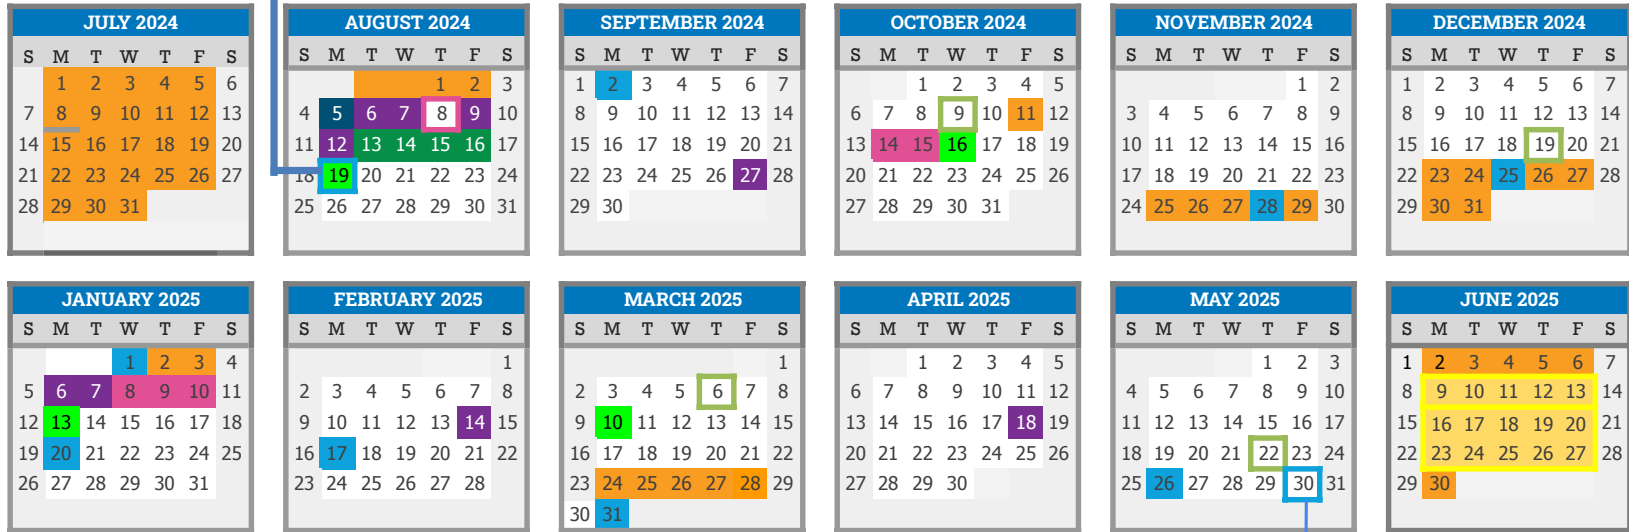 JULY 2024
S M T W T F S
1 2 3 4 5 6
7 8 9 10 11 12 13
14 15 16 17 18 19 20
21 22 23 24 25 26 27
28 29 30 31
AUGUST 2024
S M T W T F S
1 2 3
4 5 6 7 8 9 10
11 12 13 14 15 16 17
18 19 20 21 22 23 24
25 26 27 28 29 30 31
SEPTEMBER 2024
S M T W T F S
1 2 3 4 5 6 7
8 9 10 11 12 13 14
15 16 17 18 19 20 21
22 23 24 25 26 27 28
29 30
OCTOBER 2024
S M T W T F S
1 2 3 4 5
6 7 8 9 10 11 12
13 14 15 16 17 18 19
20 21 22 23 24 25 26
27 28 29 30 31
NOVEMBER 2024
S M T W T F S
1 2
3 4 5 6 7 8 9
10 11 12 13 14 15 16
17 18 19 20 21 22 23
24 25 26 27 28 29 30
DECEMBER 2024
S M T W T F S
1 2 3 4 5 6 7
8 9 10 11 12 13 14
15 16 17 18 19 20 21
22 23 24 25 26 27 28
29 30 31
JANUARY 2025
S M T W T F S
1 2 3 4
5 6 7 8 9 10 11
12 13 14 15 16 17 18
19 20 21 22 23 24 25
26 27 28 29 30 31
FEBRUARY 2025
S M T W T F S
1
2 3 4 5 6 7 8
9 10 11 12 13 14 15
16 17 18 19 20 21 22
23 24 25 26 27 28
MARCH 2025
S M T W T F S
1
2 3 4 5 6 7 8
9 10 11 12 13 14 15
16 17 18 19 20 21 22
23 24 25 26 27 28 29
30 31
APRIL 2025
S M T W T F S
1 2 3 4 5
6 7 8 9 10 11 12
13 14 15 16 17 18 19
20 21 22 23 24 25 26
27 28 29 30
MAY 2025
S M T W T F S
1 2 3
4 5 6 7 8 9 10
11 12 13 14 15 16 17
18 19 20 21 22 23 24
25 26 27 28 29 30 31
JUNE 2025
S M T W T F S
1 2 3 4 5 6 7
8 9 10 11 12 13 14
15 16 17 18 19 20 21
22 23 24 25 26 27 28
29 30